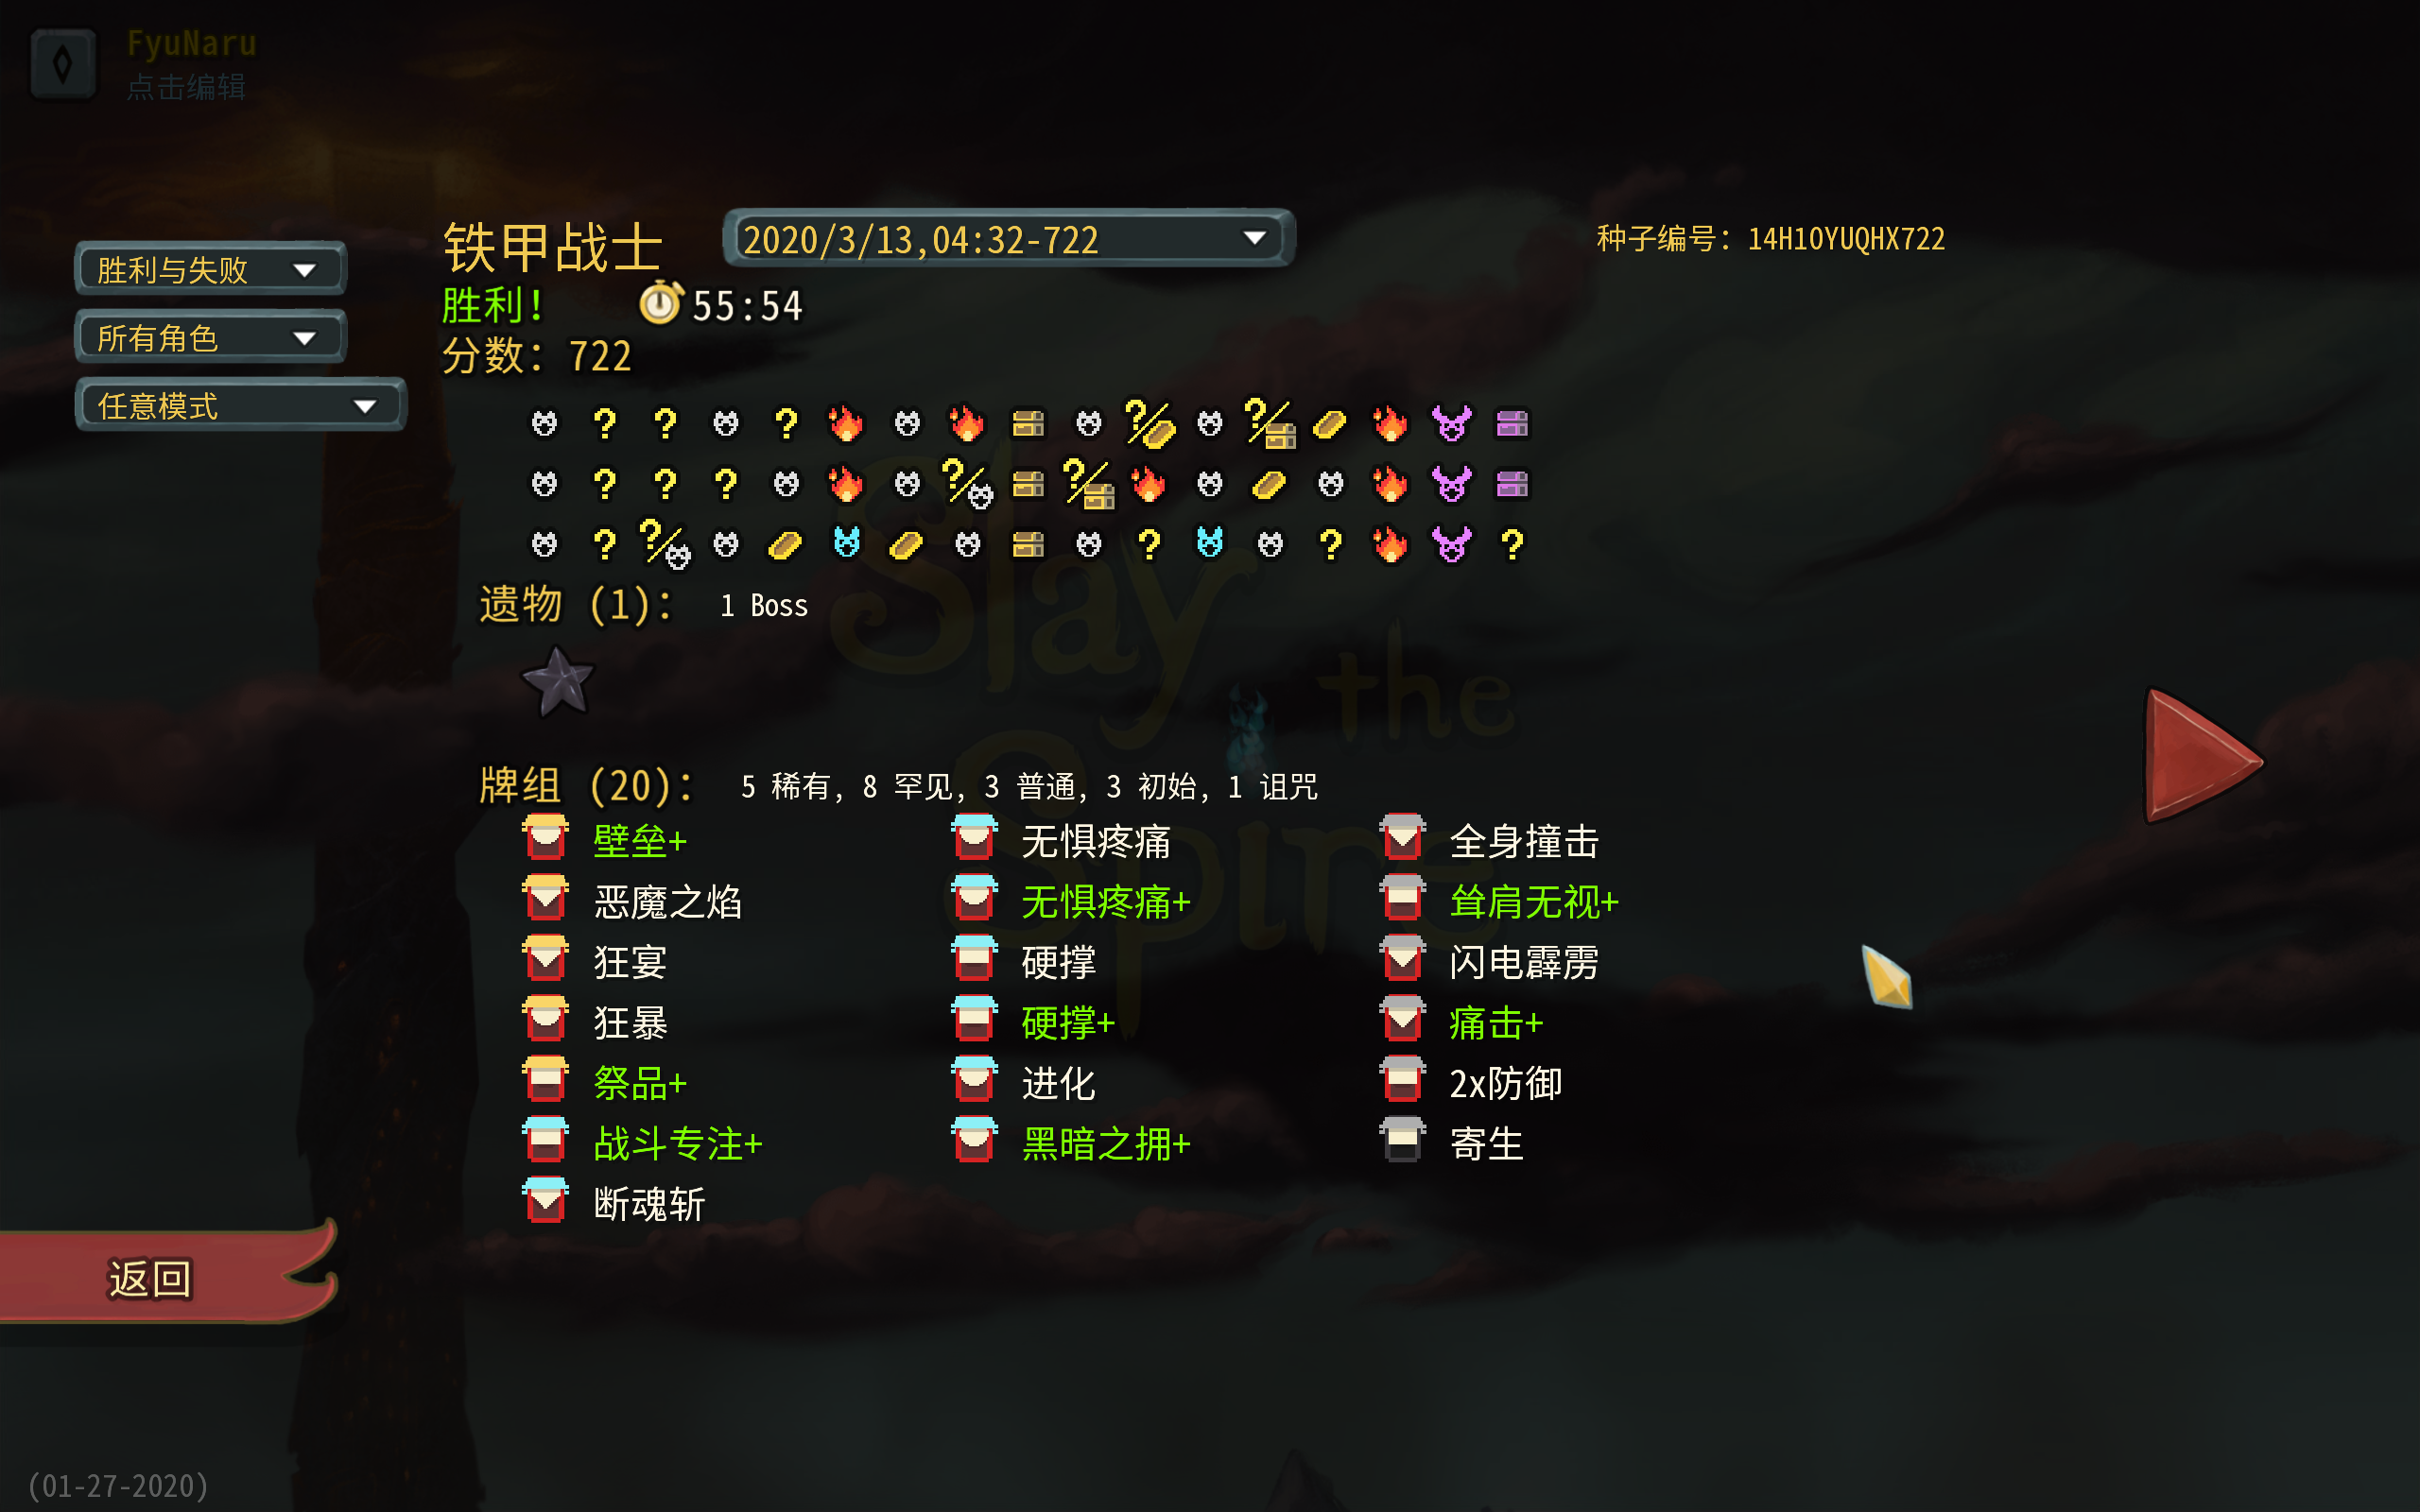 FyuNaru
点击编辑
胜利与失败
所有角色
任意模式
铁甲战士
2020/3/13,04:32-722
种子编号：14H10YUQHX722
胜利！
55:54
分数：722
遗物 (1)： 1 Boss
Slay
the
Spire
牌组 (20)： 5 稀有, 8 罕见, 3 普通, 3 初始, 1 诅咒
壁垒+ 无惧疼痛 全身撞击
恶魔之焰 无惧疼痛+ 耸肩无视+
狂宴 硬撑 闪电霹雳
狂暴 硬撑+ 痛击+
祭品+ 进化 2x防御
战斗专注+ 黑暗之拥+ 寄生
断魂斩
返回
(01-27-2020)